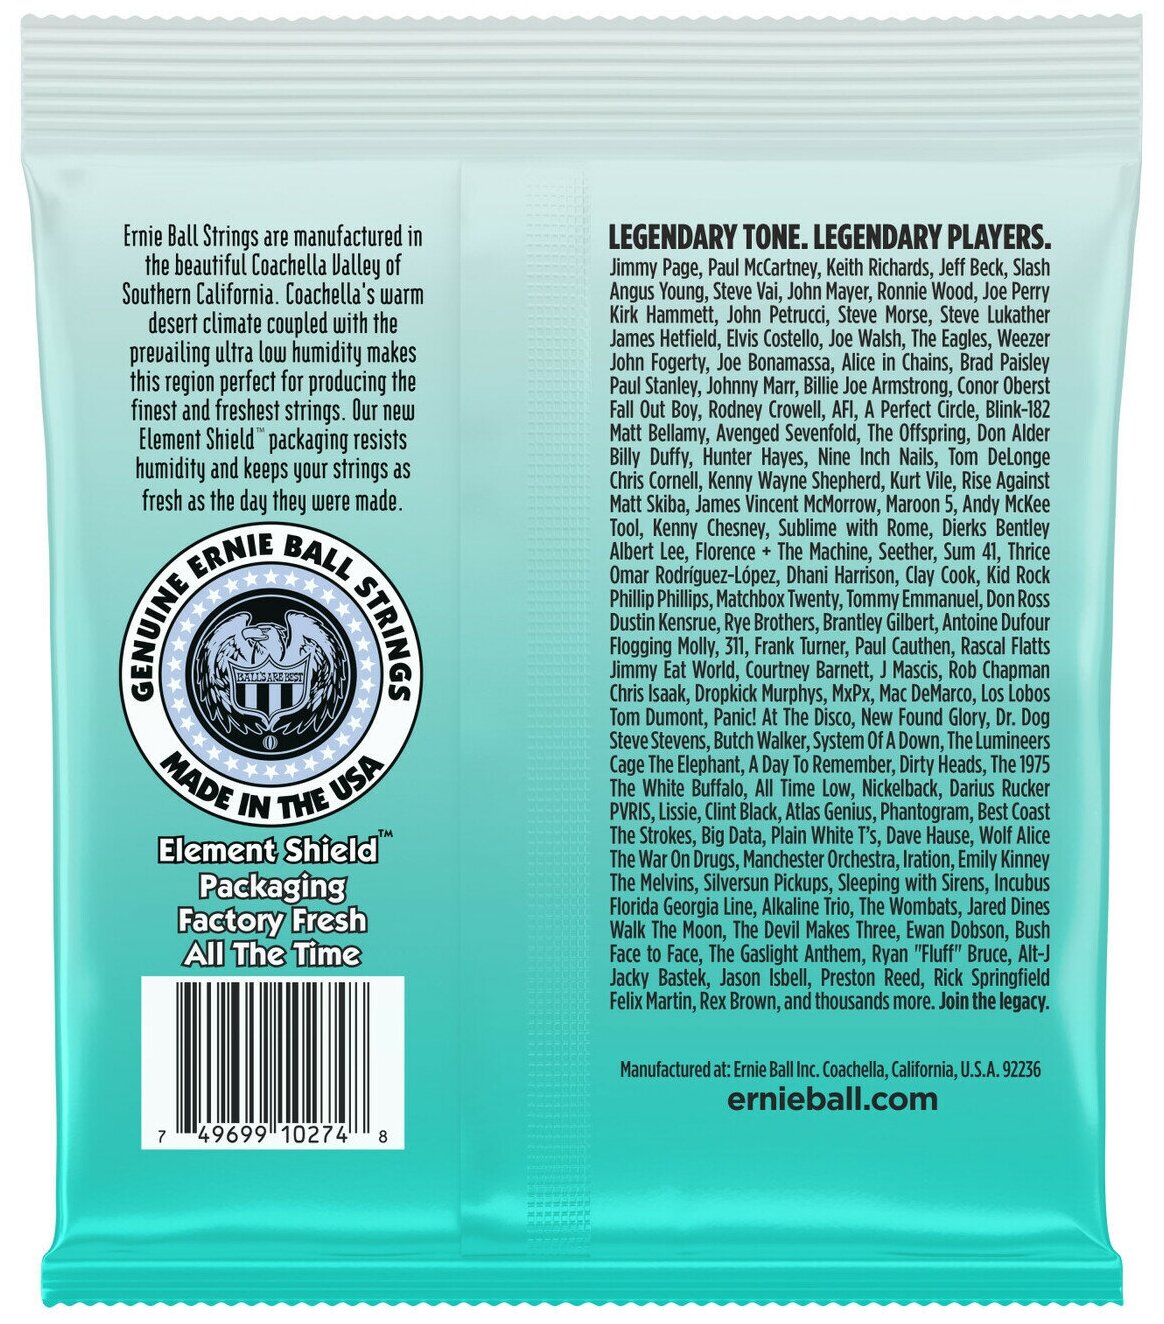 Ernie Ball Strings are manufactured in
the beautiful Coachella Valley of
Southern California. Coachella's warm
desert climate coupled with the
prevailing ultra low humidity makes
this region perfect for producing the
finest and freshest strings. Our new
Element Shield™ packaging resists
humidity and keeps your strings as
fresh as the day they were made.
GENUINE ERNIE BALL STRINGS
BALL'S ARE BEST
MADE IN THE USA
Element Shield™
Packaging
Factory Fresh
All The Time
7 49699 10274 8
LEGENDARY TONE. LEGENDARY PLAYERS.
Jimmy Page, Paul McCartney, Keith Richards, Jeff Beck, Slash
Angus Young, Steve Vai, John Mayer, Ronnie Wood, Joe Perry
Kirk Hammett, John Petrucci, Steve Morse, Steve Lukather
James Hetfield, Elvis Costello, Joe Walsh, The Eagles, Weezer
John Fogerty, Joe Bonamassa, Alice in Chains, Brad Paisley
Paul Stanley, Johnny Marr, Billie Joe Armstrong, Conor Oberst
Fall Out Boy, Rodney Crowell, AFI, A Perfect Circle, Blink-182
Matt Bellamy, Avenged Sevenfold, The Offspring, Don Alder
Billy Duffy, Hunter Hayes, Nine Inch Nails, Tom DeLonge
Chris Cornell, Kenny Wayne Shepherd, Kurt Vile, Rise Against
Matt Skiba, James Vincent McMorrow, Maroon 5, Andy McKee
Tool, Kenny Chesney, Sublime with Rome, Dierks Bentley
Albert Lee, Florence + The Machine, Seether, Sum 41, Thrice
Omar Rodríguez-López, Dhani Harrison, Clay Cook, Kid Rock
Phillip Phillips, Matchbox Twenty, Tommy Emmanuel, Don Ross
Dustin Kensrue, Rye Brothers, Brantley Gilbert, Antoine Dufour
Flogging Molly, 311, Frank Turner, Paul Cauthen, Rascal Flatts
Jimmy Eat World, Courtney Barnett, J Mascis, Rob Chapman
Chris Isaak, Dropkick Murphys, MxPx, Mac DeMarco, Los Lobos
Tom Dumont, Panic! At The Disco, New Found Glory, Dr. Dog
Steve Stevens, Butch Walker, System Of A Down, The Lumineers
Cage The Elephant, A Day To Remember, Dirty Heads, The 1975
The White Buffalo, All Time Low, Nickelback, Darius Rucker
PVRIS, Lissie, Clint Black, Atlas Genius, Phantogram, Best Coast
The Strokes, Big Data, Plain White T's, Dave Hause, Wolf Alice
The War On Drugs, Manchester Orchestra, Iration, Emily Kinney
The Melvins, Silversun Pickups, Sleeping with Sirens, Incubus
Florida Georgia Line, Alkaline Trio, The Wombats, Jared Dines
Walk The Moon, The Devil Makes Three, Ewan Dobson, Bush
Face to Face, The Gaslight Anthem, Ryan "Fluff" Bruce, Alt-J
Jacky Bastek, Jason Isbell, Preston Reed, Rick Springfield
Felix Martin, Rex Brown, and thousands more. Join the legacy.
Manufactured at: Ernie Ball Inc. Coachella, California, U.S.A. 92236
ernieball.com